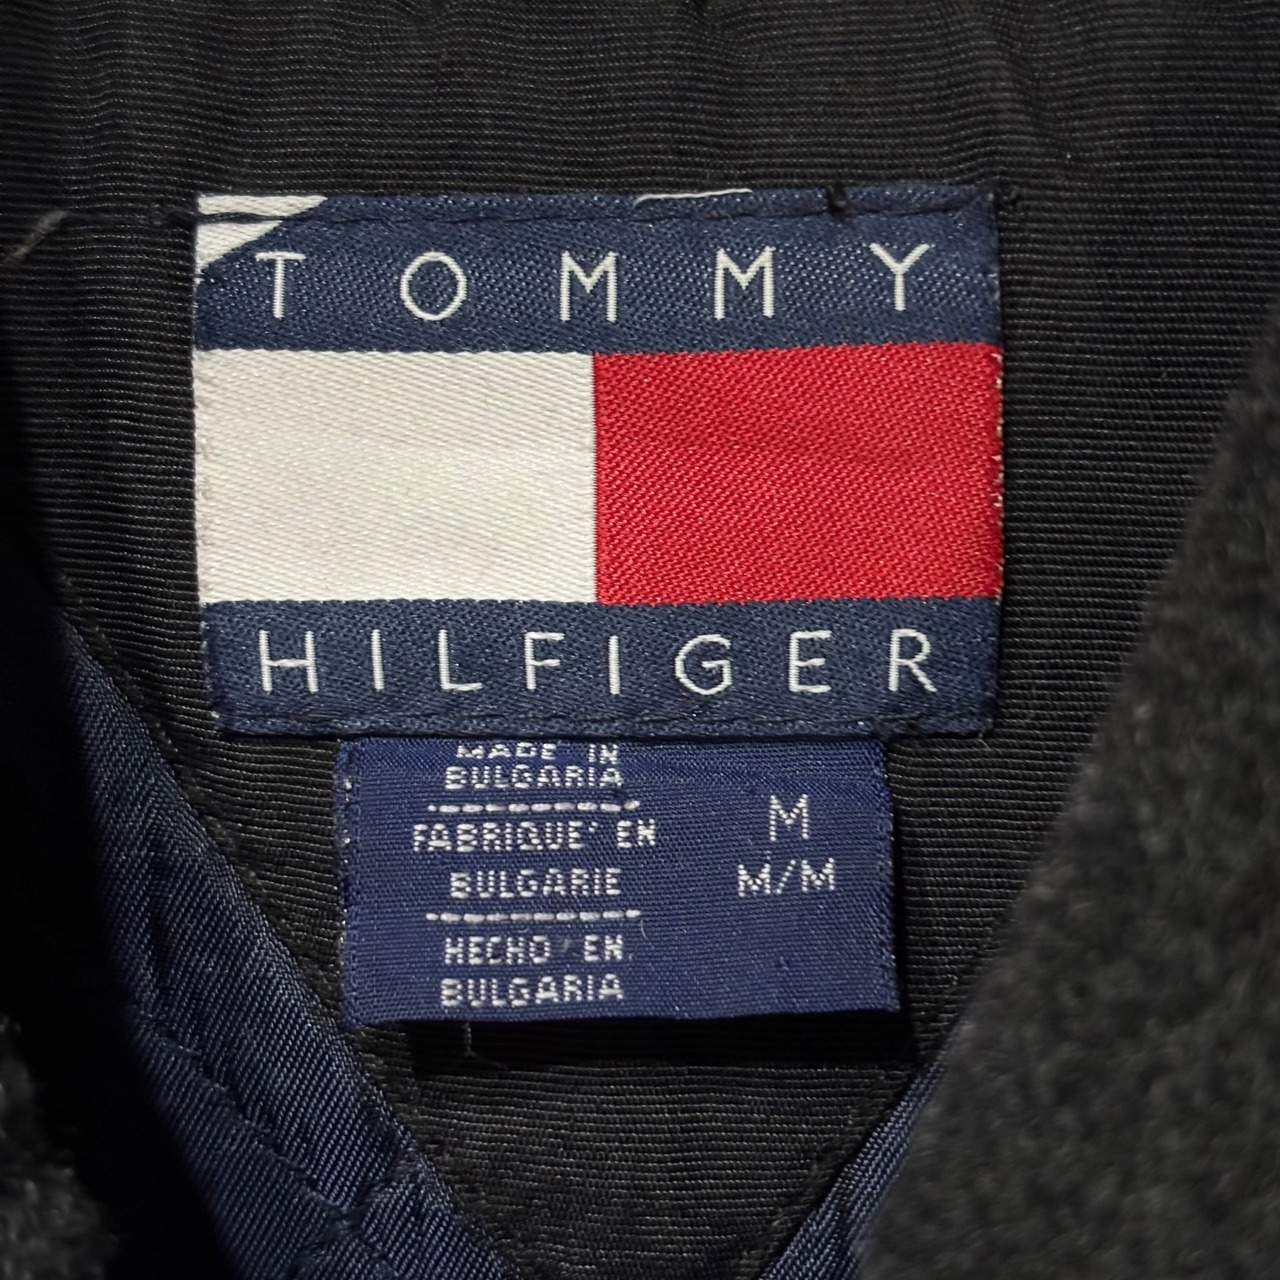 TOMMY
HILFIGER
MADE IN
BULGARIA
FABRIQUE' EN
BULGARIE
HECHO EN
BULGARIA
M
M/M